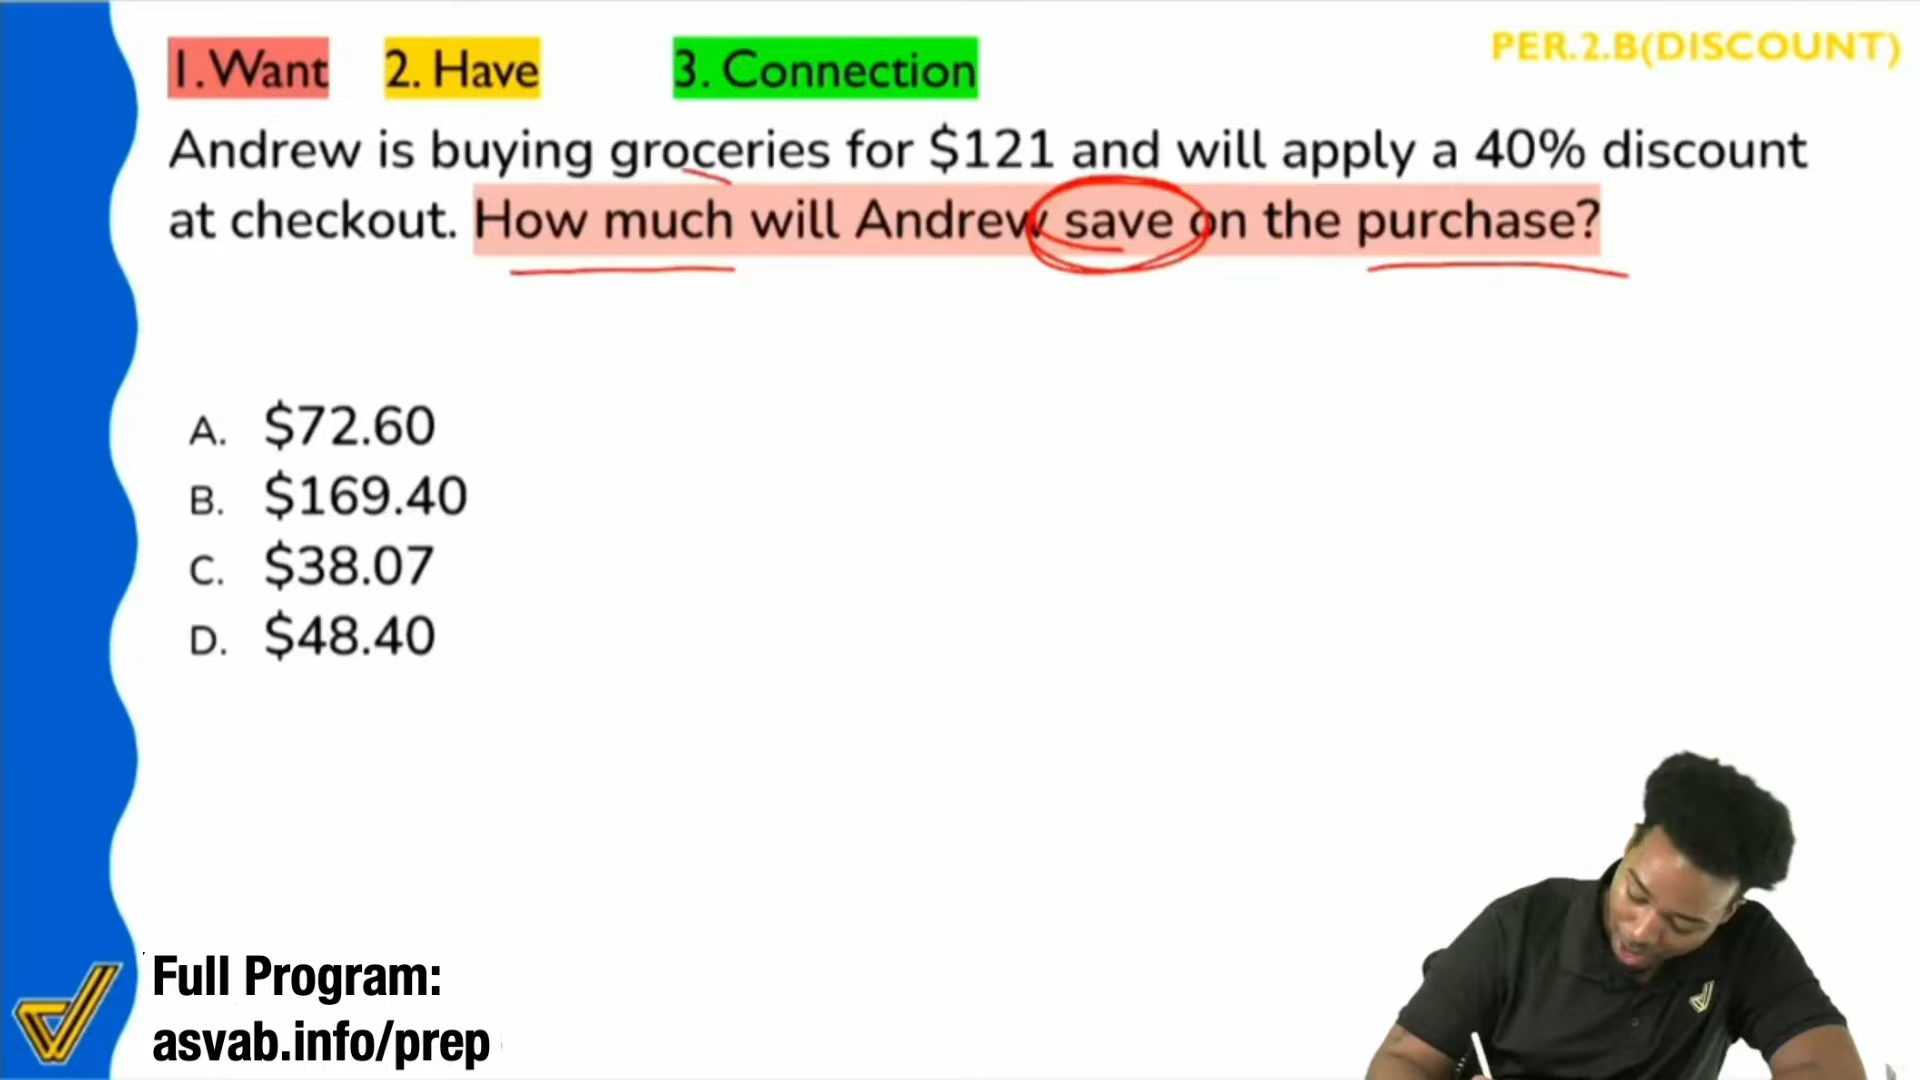 1. Want 2. Have 3. Connection PER.2.B(DISCOUNT)
Andrew is buying groceries for $121 and will apply a 40% discount
at checkout. How much will Andrew save on the purchase?
A. $72.60
B. $169.40
C. $38.07
D. $48.40
Full Program:
asvab.info/prep